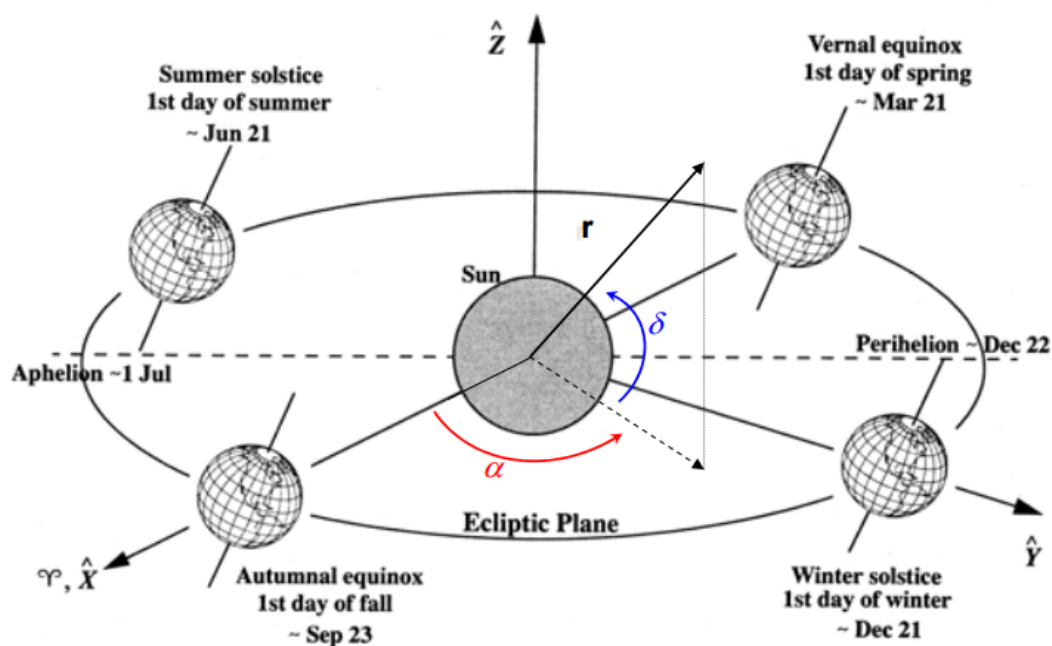 Ẑ
Vernal equinox
1st day of spring
~ Mar 21
Summer solstice
1st day of summer
~ Jun 21
r
Sun
δ
Perihelion ~ Dec 22
Aphelion ~1 Jul
α
Ecliptic Plane
♈, X̂
Autumnal equinox
1st day of fall
~ Sep 23
Winter solstice
1st day of winter
~ Dec 21
Ŷ